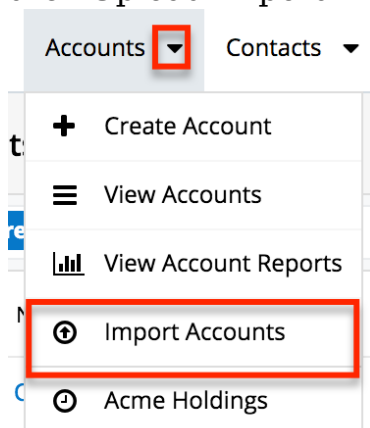 Accounts Contacts
Create Account
View Accounts
View Account Reports
Import Accounts
Acme Holdings